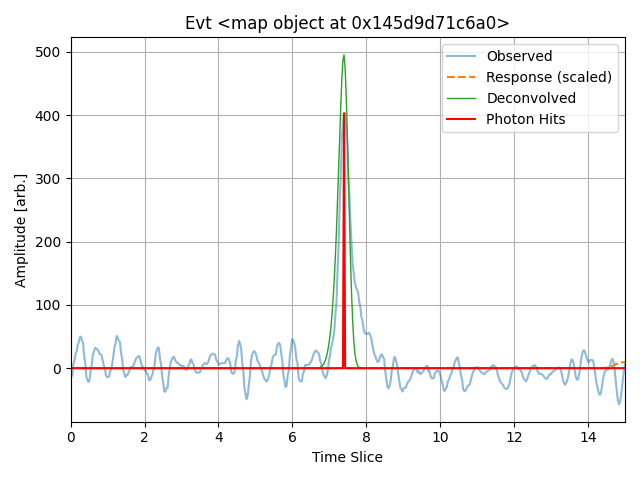 Evt <map object at 0x145d9d71c6a0>
500
400
300
200
100
0
Amplitude [arb.]
Observed
Response (scaled)
Deconvolved
Photon Hits
0 2 4 6 8 10 12 14
Time Slice